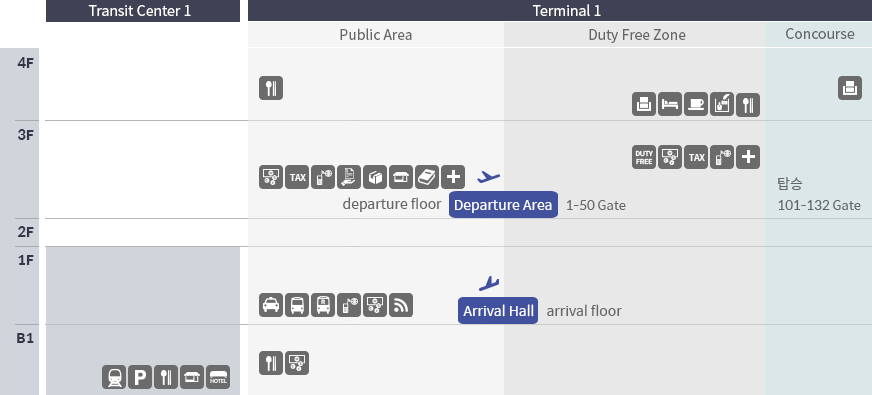 Transit Center 1
Terminal 1
Public Area
Duty Free Zone
Concourse
4F
3F
DUTY
FREE
TAX
TAX
탑승
departure floor
Departure Area
1-50 Gate
101-132 Gate
2F
1F
Arrival Hall
arrival floor
B1
P
HOTEL